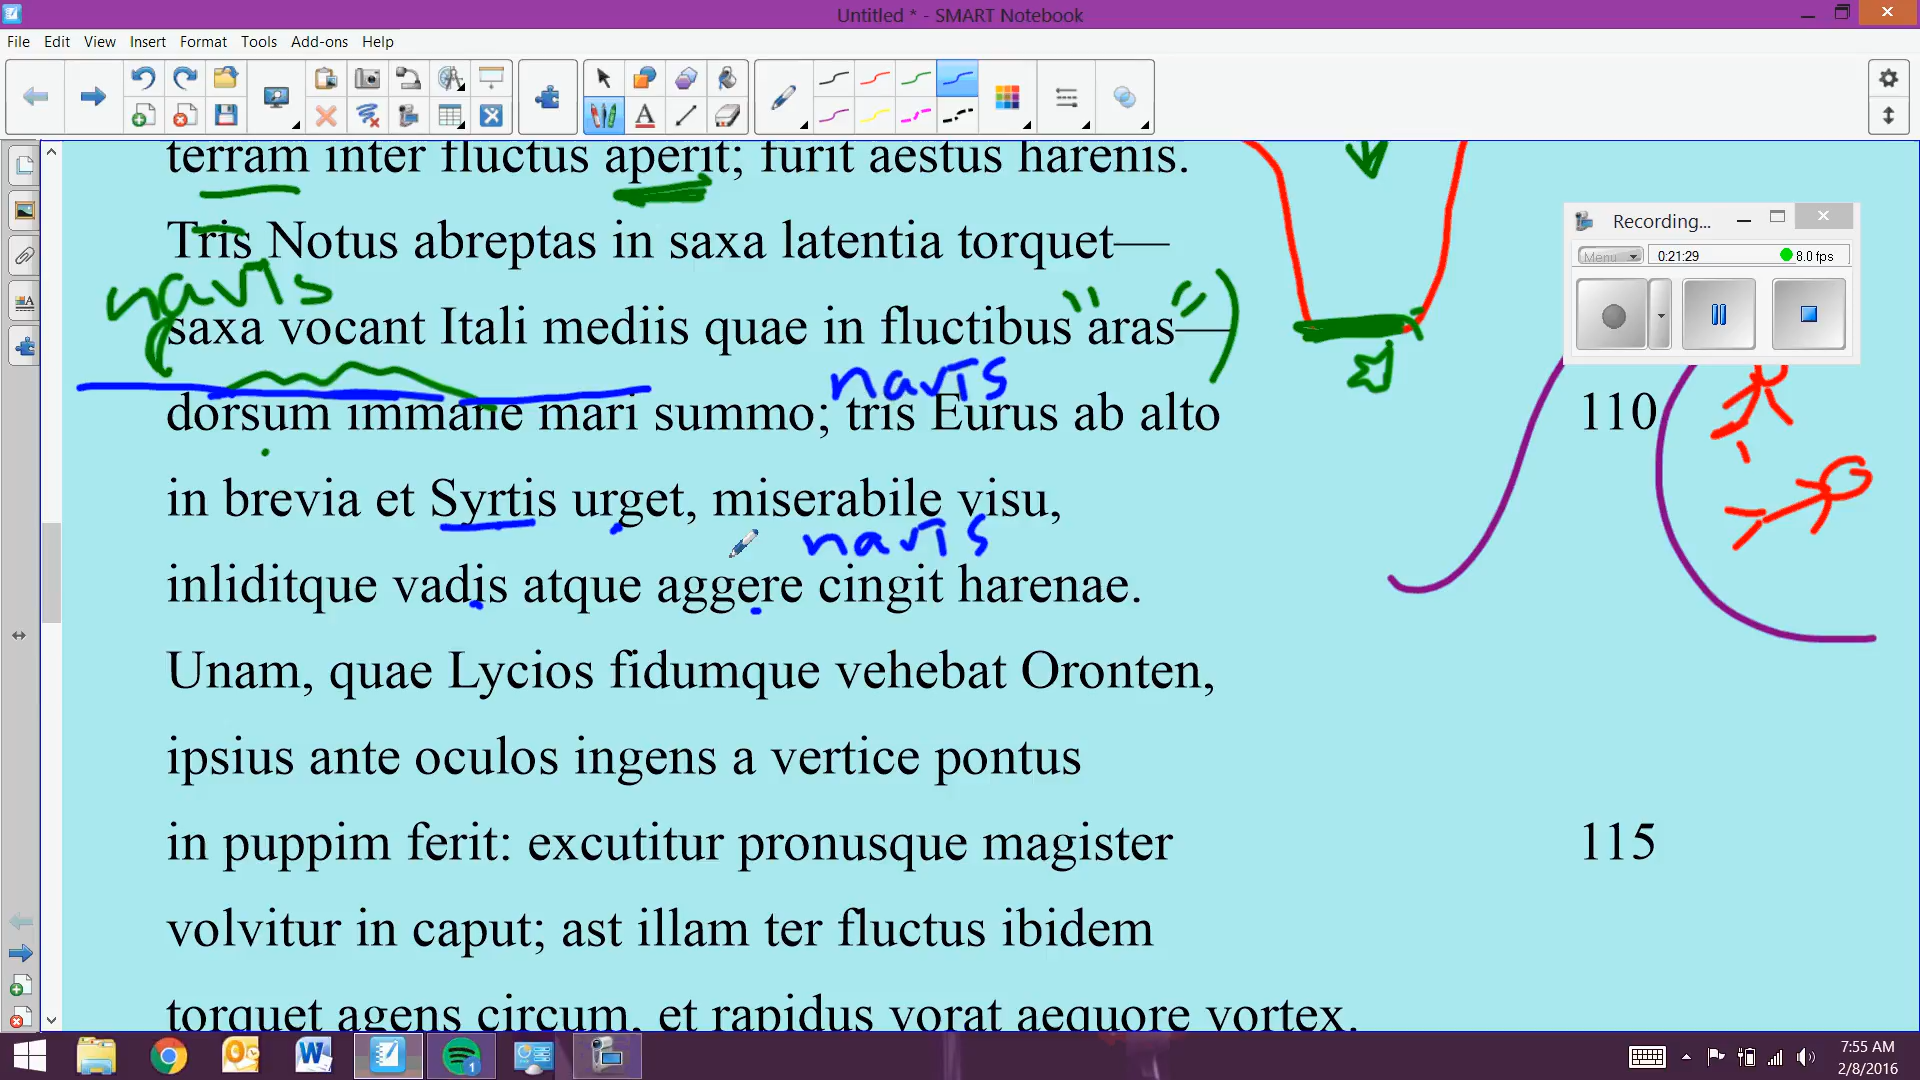 Untitled * - SMART Notebook
File Edit View Insert Format Tools Add-ons Help
terram inter fluctus aperit; furit aestus harenis.
Tris Notus abreptas in saxa latentia torquet—
navis
saxa vocant Itali mediis quae in fluctibus "aras"—)
navis
dorsum immane mari summo; tris Eurus ab alto 110
in brevia et Syrtis urget, miserabile visu,
navis
inliditque vadis atque aggere cingit harenae.
Unam, quae Lycios fidumque vehebat Oronten,
ipsius ante oculos ingens a vertice pontus
in puppim ferit: excutitur pronusque magister 115
volvitur in caput; ast illam ter fluctus ibidem
torquet agens circum, et rapidus vorat aequore vortex.
Recording...
Menu 0:21:29 8.0 fps
7:55 AM
2/8/2016